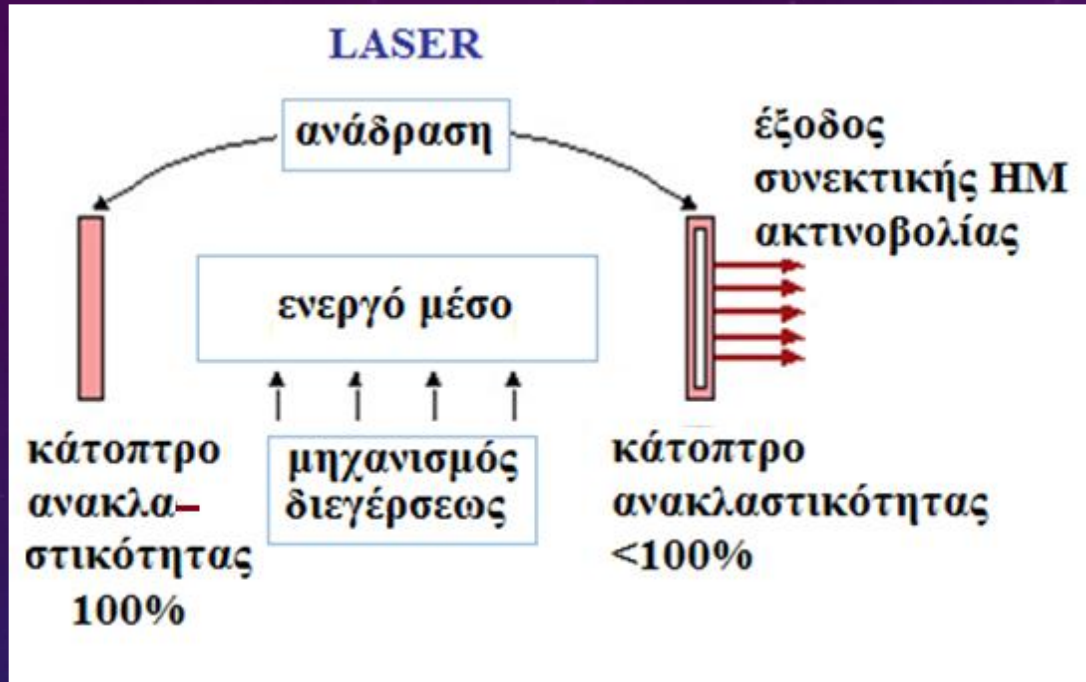 LASER
ανάδραση
έξοδος
συνεκτικής ΗΜ
ακτινοβολίας
ενεργό μέσο
κάτοπτρο
ανακλα–
στικότητας
100%
μηχανισμός
διεγέρσεως
κάτοπτρο
ανακλαστικότητας
<100%